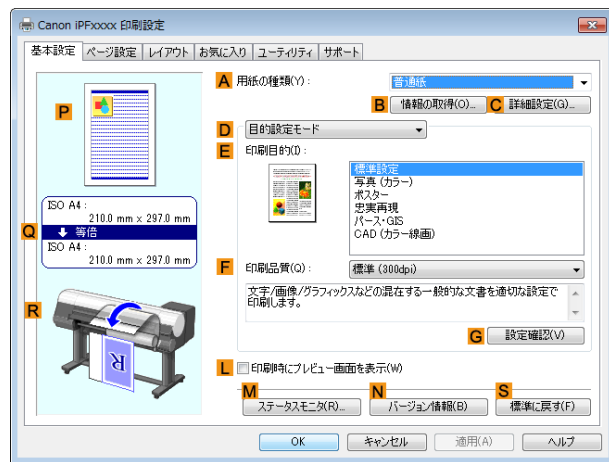 Canon iPFxxxx 印刷設定
基本設定 ページ設定 レイアウト お気に入り ユーティリティ サポート
A 用紙の種類(Y) : 普通紙
B 情報の取得(O)... C 詳細設定(G)...
P
D 目的設定モード
E 印刷目的(I) :
標準設定
写真 (カラー)
ポスター
忠実再現
パース・GIS
CAD (カラー線画)
ISO A4 :
210.0 mm x 297.0 mm
Q 等倍
ISO A4 :
210.0 mm x 297.0 mm
F 印刷品質(Q) : 標準 (300dpi)
文字/画像/グラフィックスなどの混在する一般的な文書を適切な設定で
印刷します。
R
G 設定確認(V)
R
L 印刷時にプレビュー画面を表示(W)
M N S
ステータスモニタ(R)... バージョン情報(B) 標準に戻す(F)
OK キャンセル 適用(A) ヘルプ